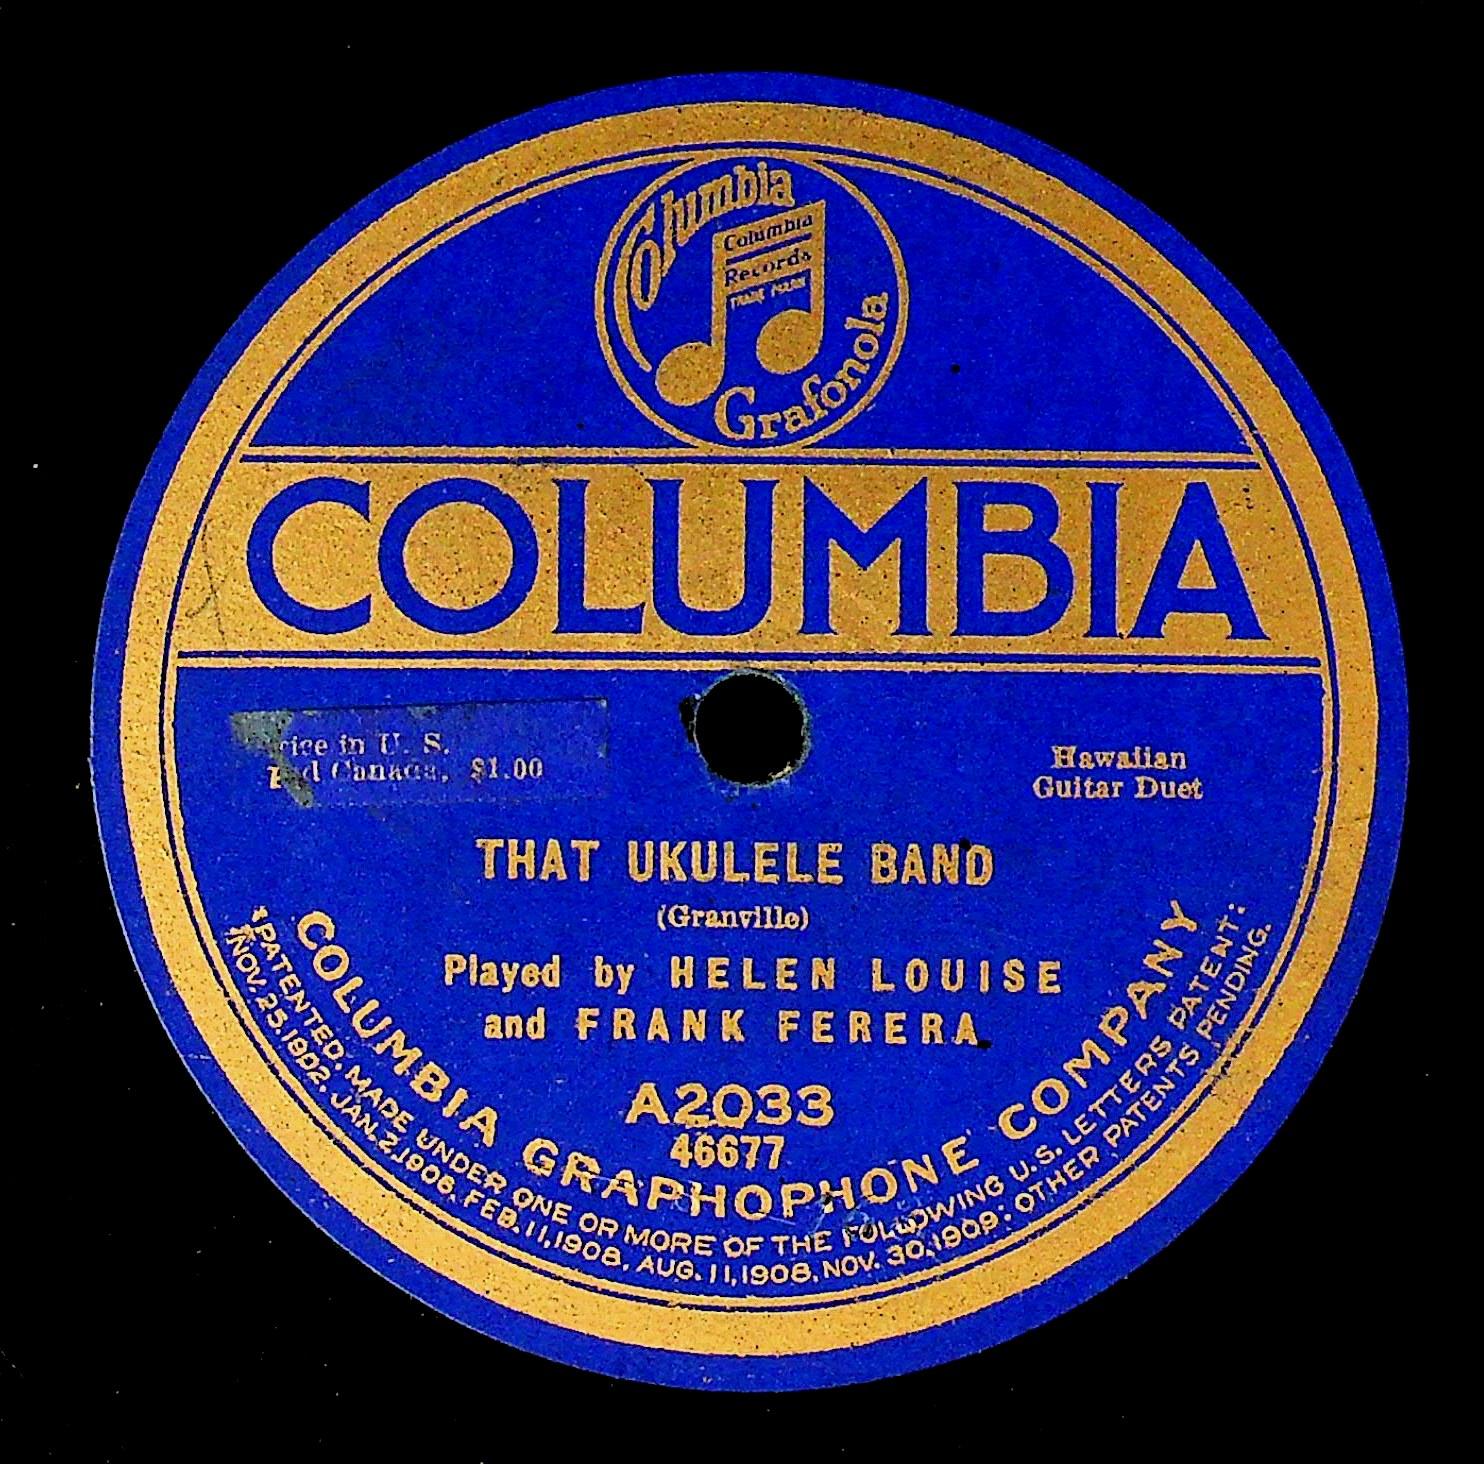 Columbia
Columbia
Records
TRADE MARK
Grafonola
COLUMBIA
rice in U. S.
Canada, $1.00
Hawaiian
Guitar Duet
THAT UKULELE BAND
(Granville)
Played by HELEN LOUISE
and FRANK FERERA
A2033
46677
COLUMBIA GRAPHOPHONE COMPANY
PATENTED. MADE UNDER ONE OR MORE OF THE FOLLOWING U.S. LETTERS PATENT:
NOV. 25, 1902, JAN. 2, 1906, FEB. 11, 1908, AUG. 11, 1908, NOV. 30, 1909: OTHER PATENTS PENDING.